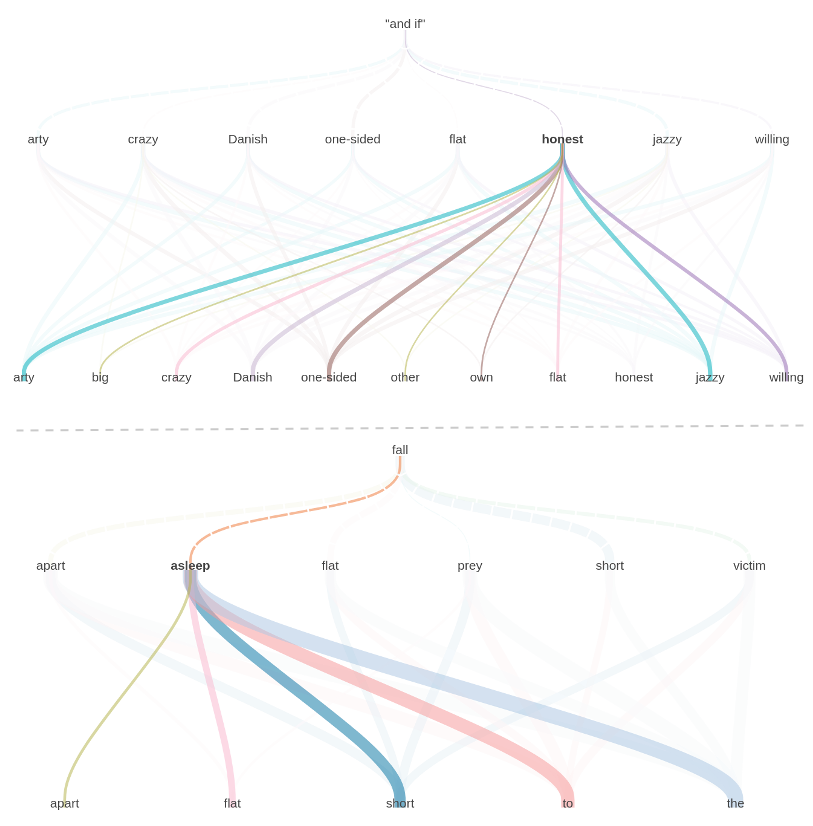 "and if"
arty crazy Danish one-sided flat honest jazzy willing
arty big crazy Danish one-sided other own flat honest jazzy willing
fall
apart asleep flat prey short victim
apart flat short to the